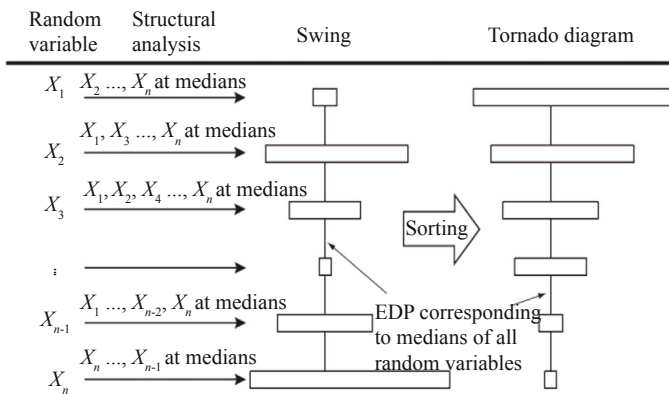 Random variable
Structural analysis
Swing
Tornado diagram
X₁
X₂ ..., Xₙ at medians
X₂
X₁, X₃ ..., Xₙ at medians
X₃
X₁, X₂, X₄ ..., Xₙ at medians
Sorting
⋮
EDP corresponding
to medians of all
random variables
Xₙ₋₁
X₁ ..., Xₙ₋₂, Xₙ at medians
Xₙ
Xₙ ..., Xₙ₋₁ at medians